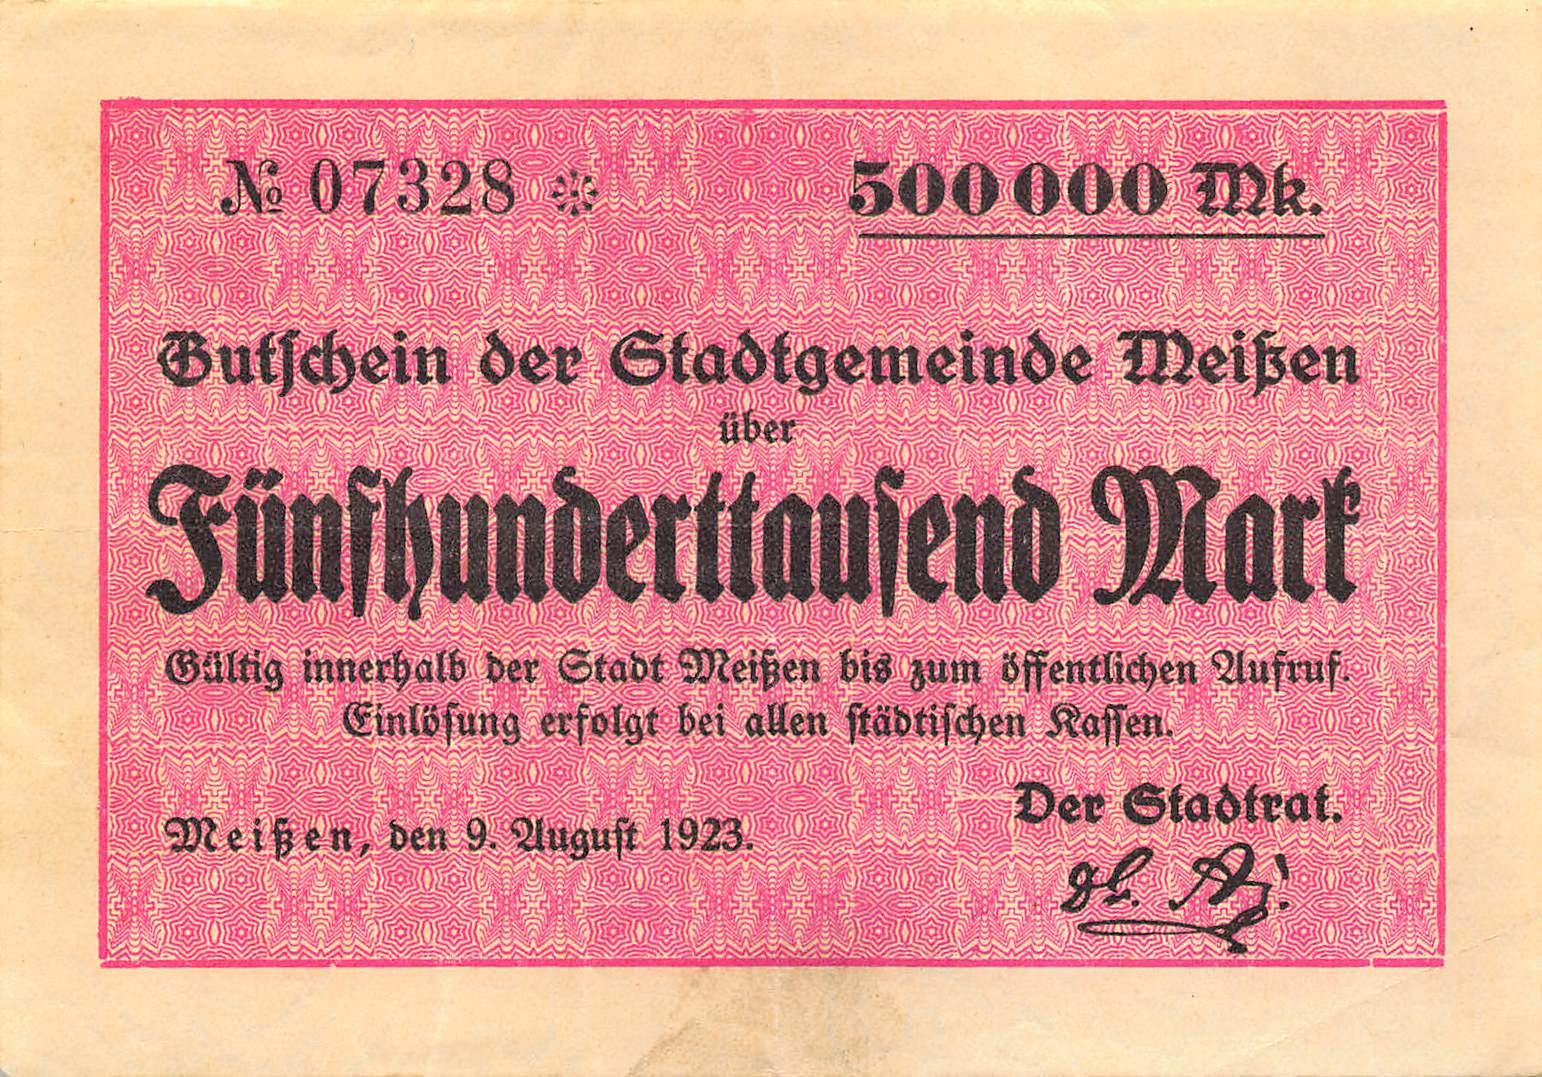 № 07328
500 000 Mk.
Gutschein der Stadtgemeinde Meißen
über
Fünfhunderttausend Mark
Gültig innerhalb der Stadt Meißen bis zum öffentlichen Aufruf.
Einlösung erfolgt bei allen städtischen Kassen.
Der Stadtrat.
Meißen, den 9. August 1923.